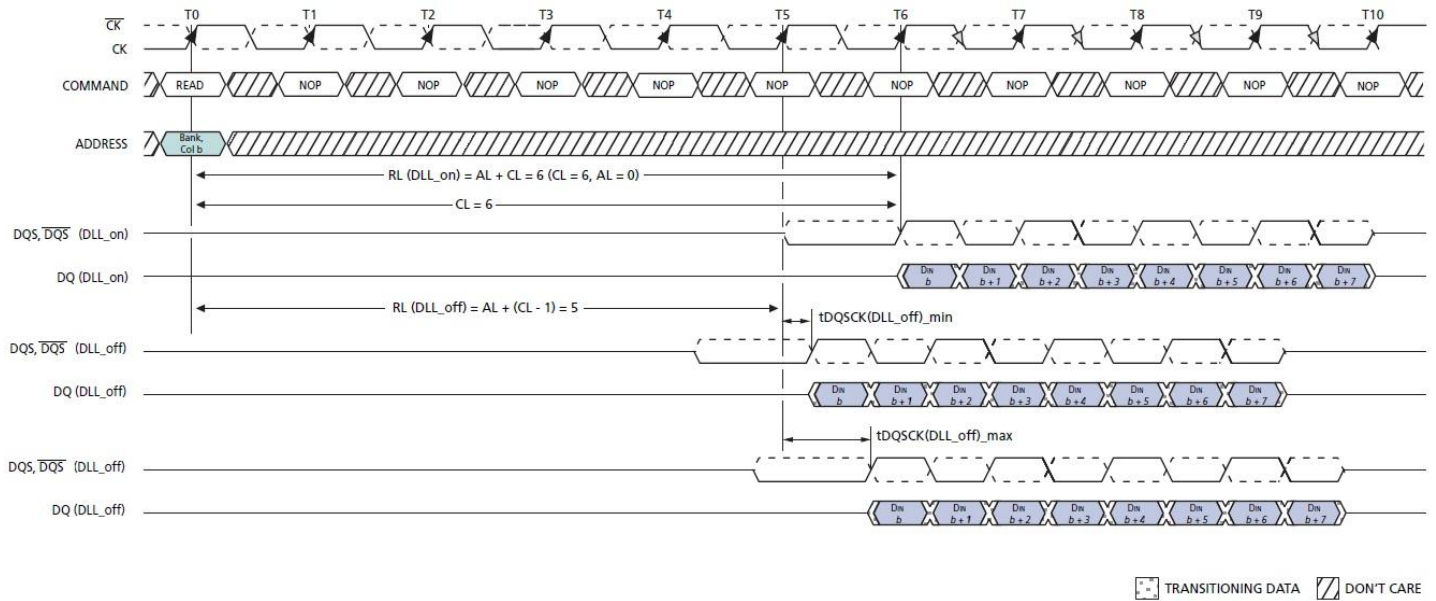 T0 T1 T2 T3 T4 T5 T6 T7 T8 T9 T10
CK
CK
COMMAND READ NOP NOP NOP NOP NOP NOP NOP NOP NOP NOP
ADDRESS Bank, Col b
RL (DLL_on) = AL + CL = 6 (CL = 6, AL = 0)
CL = 6
DQS, DQS (DLL_on)
DQ (DLL_on) DIN b DIN b + 1 DIN b + 2 DIN b + 3 DIN b + 4 DIN b + 5 DIN b + 6 DIN b + 7
RL (DLL_off) = AL + (CL - 1) = 5
tDQSCK(DLL_off)_min
DQS, DQS (DLL_off)
DQ (DLL_off) DIN b DIN b + 1 DIN b + 2 DIN b + 3 DIN b + 4 DIN b + 5 DIN b + 6 DIN b + 7
tDQSCK(DLL_off)_max
DQS, DQS (DLL_off)
DQ (DLL_off) DIN b DIN b + 1 DIN b + 2 DIN b + 3 DIN b + 4 DIN b + 5 DIN b + 6 DIN b + 7
TRANSITIONING DATA DON'T CARE